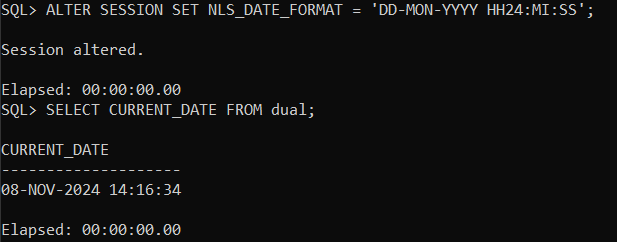 SQL> ALTER SESSION SET NLS_DATE_FORMAT = 'DD-MON-YYYY HH24:MI:SS';
Session altered.
Elapsed: 00:00:00.00
SQL> SELECT CURRENT_DATE FROM dual;
CURRENT_DATE
--------------------
08-NOV-2024 14:16:34
Elapsed: 00:00:00.00